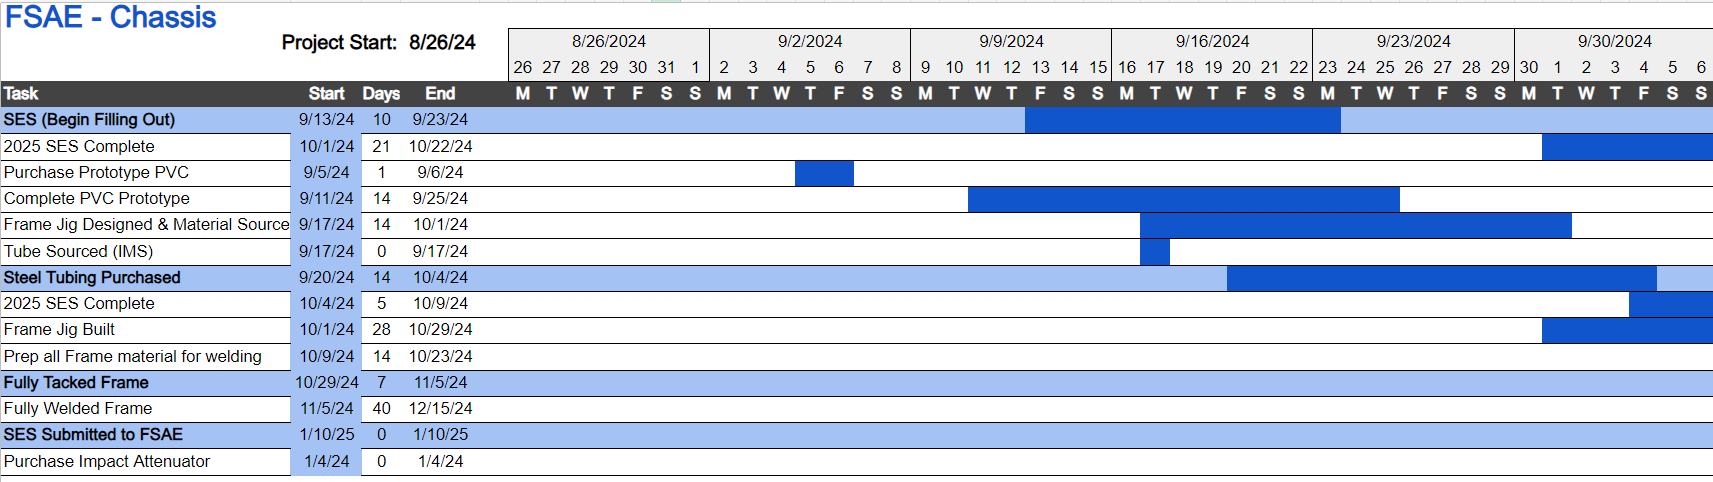 FSAE - Chassis
Project Start: 8/26/24
8/26/2024 9/2/2024 9/9/2024 9/16/2024 9/23/2024 9/30/2024
26 27 28 29 30 31 1 2 3 4 5 6 7 8 9 10 11 12 13 14 15 16 17 18 19 20 21 22 23 24 25 26 27 28 29 30 1 2 3 4 5 6
Task Start Days End M T W T F S S M T W T F S S M T W T F S S M T W T F S S M T W T F S S M T W T F S S
SES (Begin Filling Out) 9/13/24 10 9/23/24
2025 SES Complete 10/1/24 21 10/22/24
Purchase Prototype PVC 9/5/24 1 9/6/24
Complete PVC Prototype 9/11/24 14 9/25/24
Frame Jig Designed & Material Source 9/17/24 14 10/1/24
Tube Sourced (IMS) 9/17/24 0 9/17/24
Steel Tubing Purchased 9/20/24 14 10/4/24
2025 SES Complete 10/4/24 5 10/9/24
Frame Jig Built 10/1/24 28 10/29/24
Prep all Frame material for welding 10/9/24 14 10/23/24
Fully Tacked Frame 10/29/24 7 11/5/24
Fully Welded Frame 11/5/24 40 12/15/24
SES Submitted to FSAE 1/10/25 0 1/10/25
Purchase Impact Attenuator 1/4/24 0 1/4/24